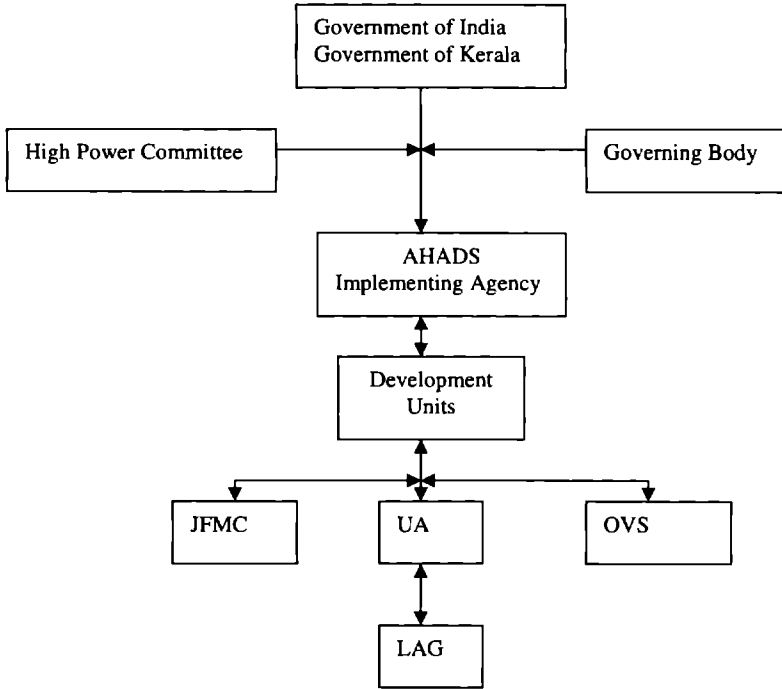 Government of India
Government of Kerala
High Power Committee
Governing Body
AHADS
Implementing Agency
Development
Units
JFMC
UA
OVS
LAG